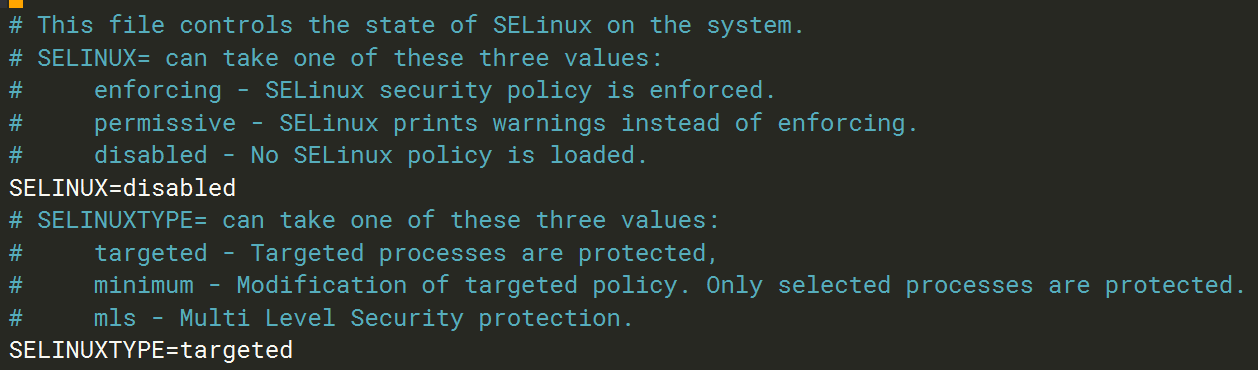 # This file controls the state of SELinux on the system.
# SELINUX= can take one of these three values:
#     enforcing - SELinux security policy is enforced.
#     permissive - SELinux prints warnings instead of enforcing.
#     disabled - No SELinux policy is loaded.
SELINUX=disabled
# SELINUXTYPE= can take one of these three values:
#     targeted - Targeted processes are protected,
#     minimum - Modification of targeted policy. Only selected processes are protected.
#     mls - Multi Level Security protection.
SELINUXTYPE=targeted